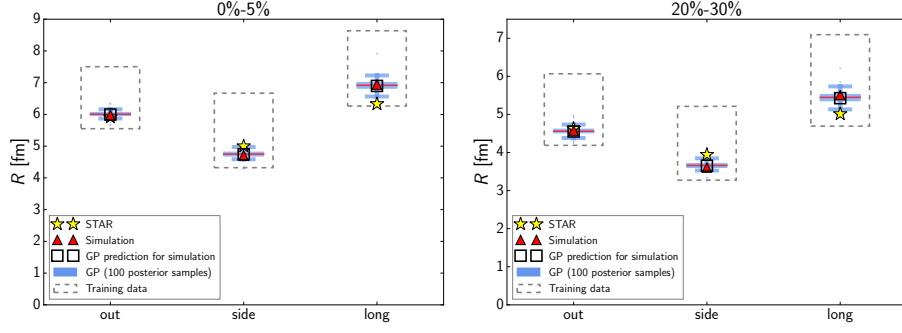 0%-5%
9
8
7
6
5
4
3
2
1
0
R [fm]
STAR
Simulation
GP prediction for simulation
GP (100 posterior samples)
Training data
out
side
long
20%-30%
7
6
5
4
3
2
1
0
R [fm]
STAR
Simulation
GP prediction for simulation
GP (100 posterior samples)
Training data
out
side
long